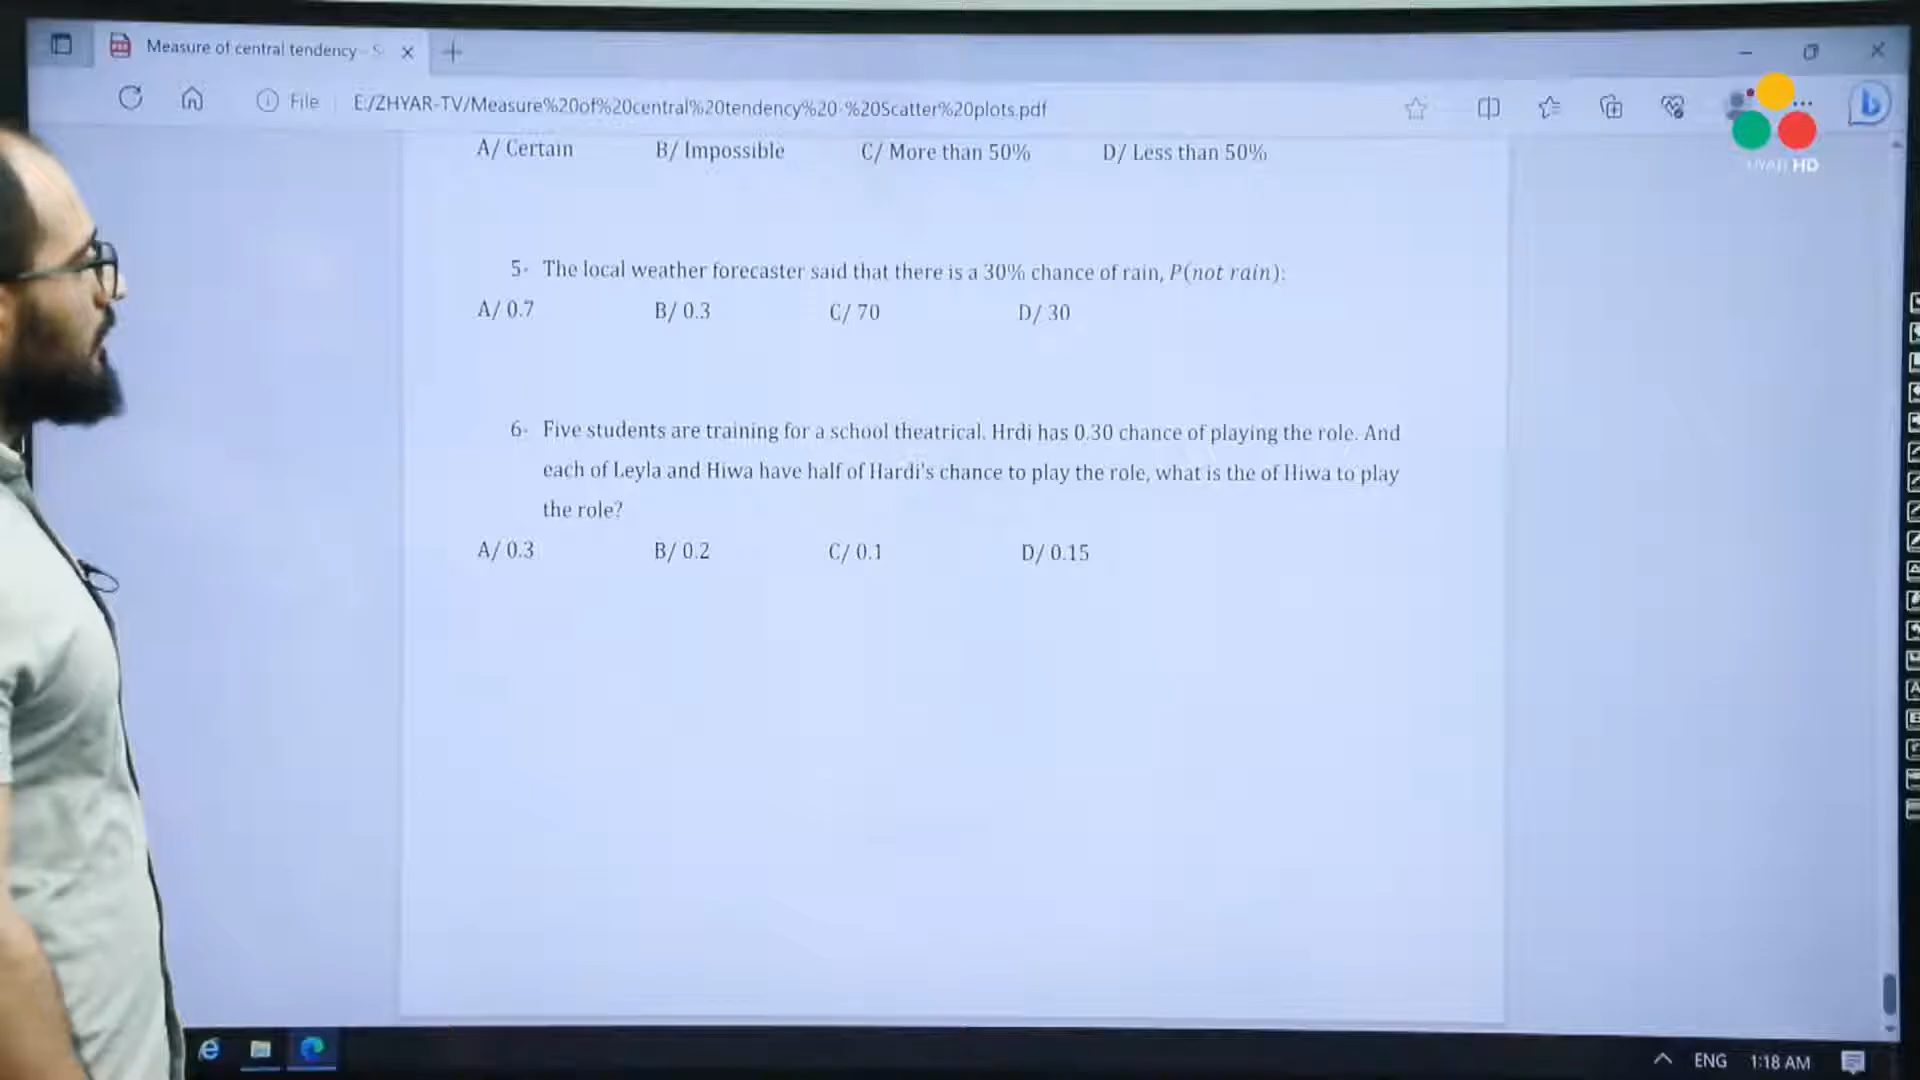 Measure of central tendency - S
File E:/ZHYAR-TV/Measure%20of%20central%20tendency%20-%20Scatter%20plots.pdf
HD
A/ Certain B/ Impossible C/ More than 50% D/ Less than 50%
5- The local weather forecaster said that there is a 30% chance of rain, P(not rain):
A/ 0.7 B/ 0.3 C/ 70 D/ 30
6- Five students are training for a school theatrical. Hrdi has 0.30 chance of playing the role. And
each of Leyla and Hiwa have half of Hardi's chance to play the role, what is the of Hiwa to play
the role?
A/ 0.3 B/ 0.2 C/ 0.1 D/ 0.15
ENG 1:18 AM